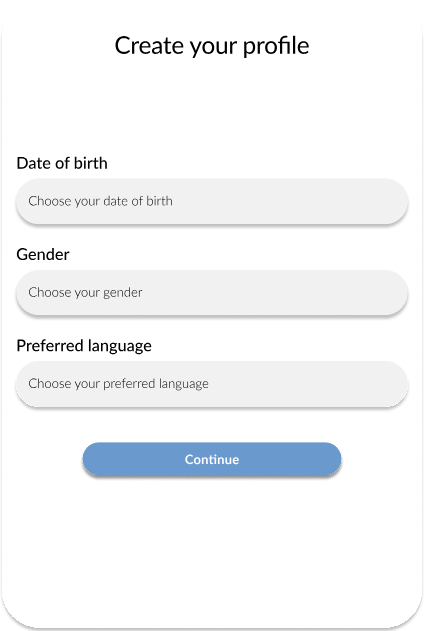 Create your profile
Date of birth
Choose your date of birth
Gender
Choose your gender
Preferred language
Choose your preferred language
Continue